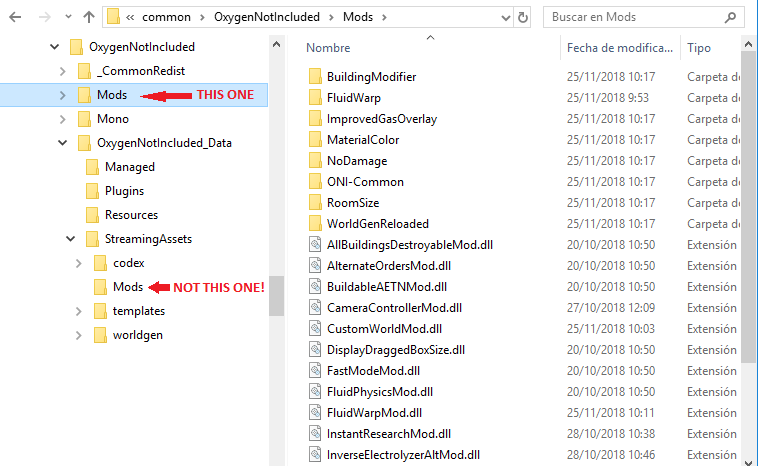 « common > OxygenNotIncluded > Mods >
Buscar en Mods
OxygenNotIncluded
_CommonRedist
Mods THIS ONE
Mono
OxygenNotIncluded_Data
Managed
Plugins
Resources
StreamingAssets
codex
Mods NOT THIS ONE!
templates
worldgen
Nombre Fecha de modifica... Tipo
BuildingModifier 25/11/2018 10:17 Carpeta de
FluidWarp 25/11/2018 9:53 Carpeta de
ImprovedGasOverlay 25/11/2018 10:17 Carpeta de
MaterialColor 25/11/2018 10:17 Carpeta de
NoDamage 25/11/2018 10:17 Carpeta de
ONI-Common 25/11/2018 10:17 Carpeta de
RoomSize 25/11/2018 10:17 Carpeta de
WorldGenReloaded 25/11/2018 10:17 Carpeta de
AllBuildingsDestroyableMod.dll 20/10/2018 10:50 Extensión
AlternateOrdersMod.dll 20/10/2018 10:50 Extensión
BuildableAETNMod.dll 20/10/2018 10:50 Extensión
CameraControllerMod.dll 27/10/2018 12:09 Extensión
CustomWorldMod.dll 25/11/2018 10:03 Extensión
DisplayDraggedBoxSize.dll 20/10/2018 10:50 Extensión
FastModeMod.dll 20/10/2018 10:50 Extensión
FluidPhysicsMod.dll 20/10/2018 10:50 Extensión
FluidWarpMod.dll 25/11/2018 10:11 Extensión
InstantResearchMod.dll 28/10/2018 10:38 Extensión
InverseElectrolyzerAltMod.dll 28/10/2018 10:46 Extensión